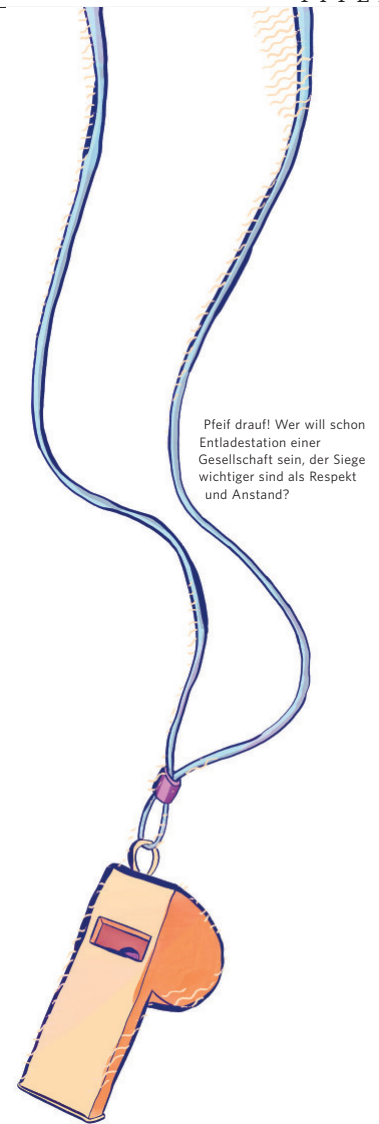 Pfeif drauf! Wer will schon
Entladestation einer
Gesellschaft sein, der Siege
wichtiger sind als Respekt
und Anstand?